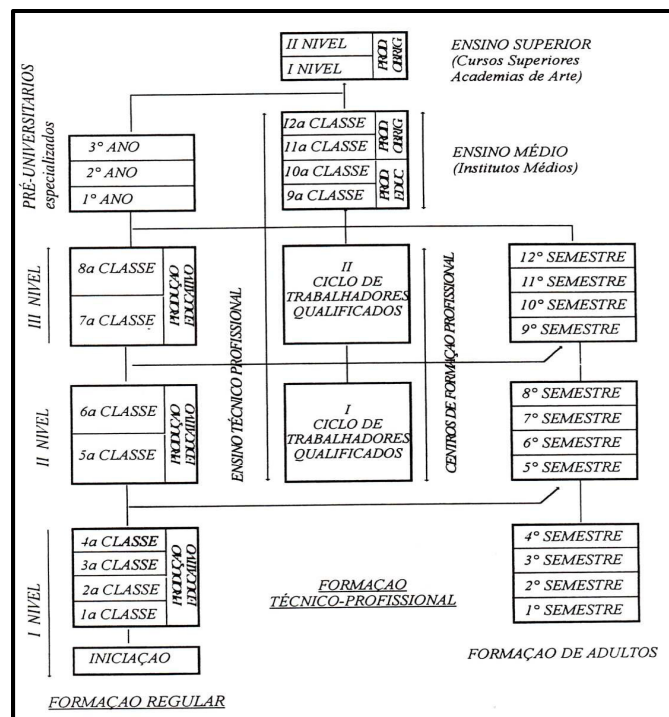 II NIVEL
I NIVEL
PROD.
OBRIG
ENSINO SUPERIOR
(Cursos Superiores
Academias de Arte)
PRÉ-UNIVERSITARIOS
especializados
3° ANO
2° ANO
1° ANO
12a CLASSE
11a CLASSE
10a CLASSE
9a CLASSE
PROD.
OBRIG
PROD.
EDUC.
ENSINO MÉDIO
(Institutos Médios)
III NIVEL
8a CLASSE
7a CLASSE
PRODUÇAO
EDUCATIVO
ENSINO TÉCNICO PROFISSIONAL
II
CICLO DE
TRABALHADORES
QUALIFICADOS
CENTROS DE FORMAÇAO PROFISSIONAL
12° SEMESTRE
11° SEMESTRE
10° SEMESTRE
9° SEMESTRE
II NIVEL
6a CLASSE
5a CLASSE
PRODUÇAO
EDUCATIVO
I
CICLO DE
TRABALHADORES
QUALIFICADOS
8° SEMESTRE
7° SEMESTRE
6° SEMESTRE
5° SEMESTRE
I NIVEL
4a CLASSE
3a CLASSE
2a CLASSE
1a CLASSE
PRODUÇAO
EDUCATIVO
INICIAÇAO
FORMAÇAO REGULAR
FORMAÇAO
TÉCNICO-PROFISSIONAL
4° SEMESTRE
3° SEMESTRE
2° SEMESTRE
1° SEMESTRE
FORMAÇAO DE ADULTOS